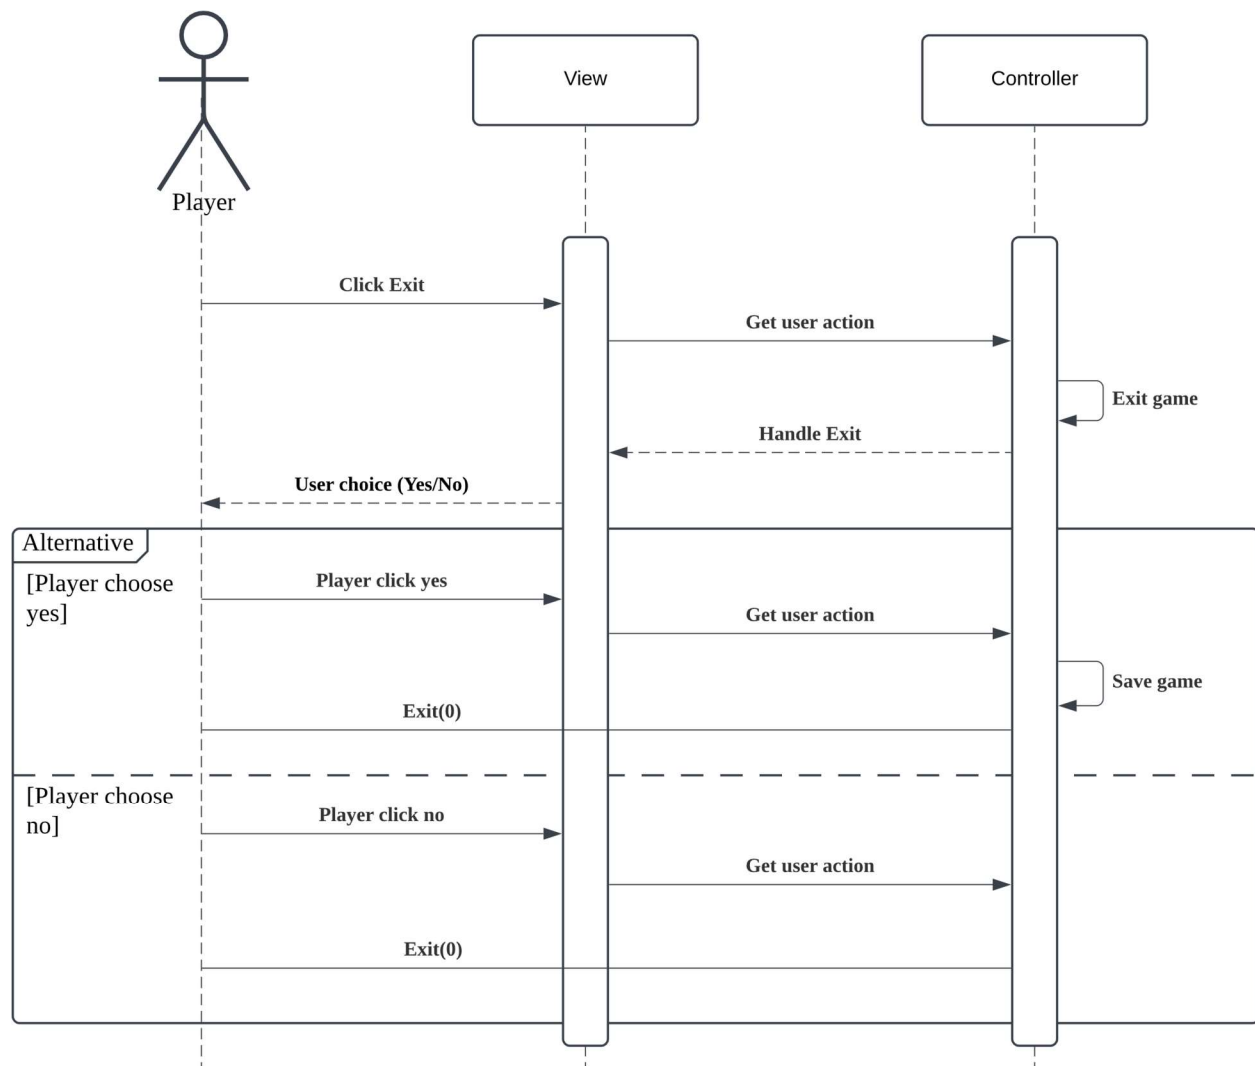 View
Controller
Player
Click Exit
Get user action
Exit game
Handle Exit
User choice (Yes/No)
Alternative
[Player choose
yes]
Player click yes
Get user action
Save game
Exit(0)
[Player choose
no]
Player click no
Get user action
Exit(0)